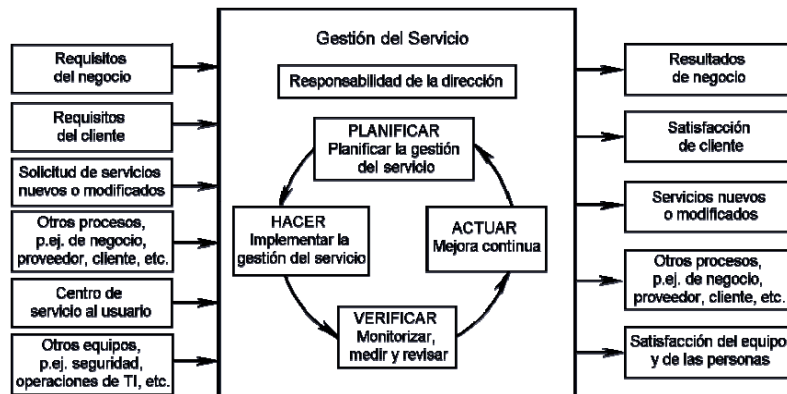 Requisitos
del negocio
Requisitos
del cliente
Solicitud de servicios
nuevos o modificados
Otros procesos,
p.ej. de negocio,
proveedor, cliente, etc.
Centro de
servicio al usuario
Otros equipos,
p.ej. seguridad,
operaciones de TI, etc.
Gestión del Servicio
Responsabilidad de la dirección
PLANIFICAR
Planificar la gestión
del servicio
HACER
Implementar la
gestión del servicio
ACTUAR
Mejora continua
VERIFICAR
Monitorizar,
medir y revisar
Resultados
de negocio
Satisfacción
de cliente
Servicios nuevos
o modificados
Otros procesos,
p.ej. de negocio,
proveedor, cliente, etc.
Satisfacción del equipo
y de las personas